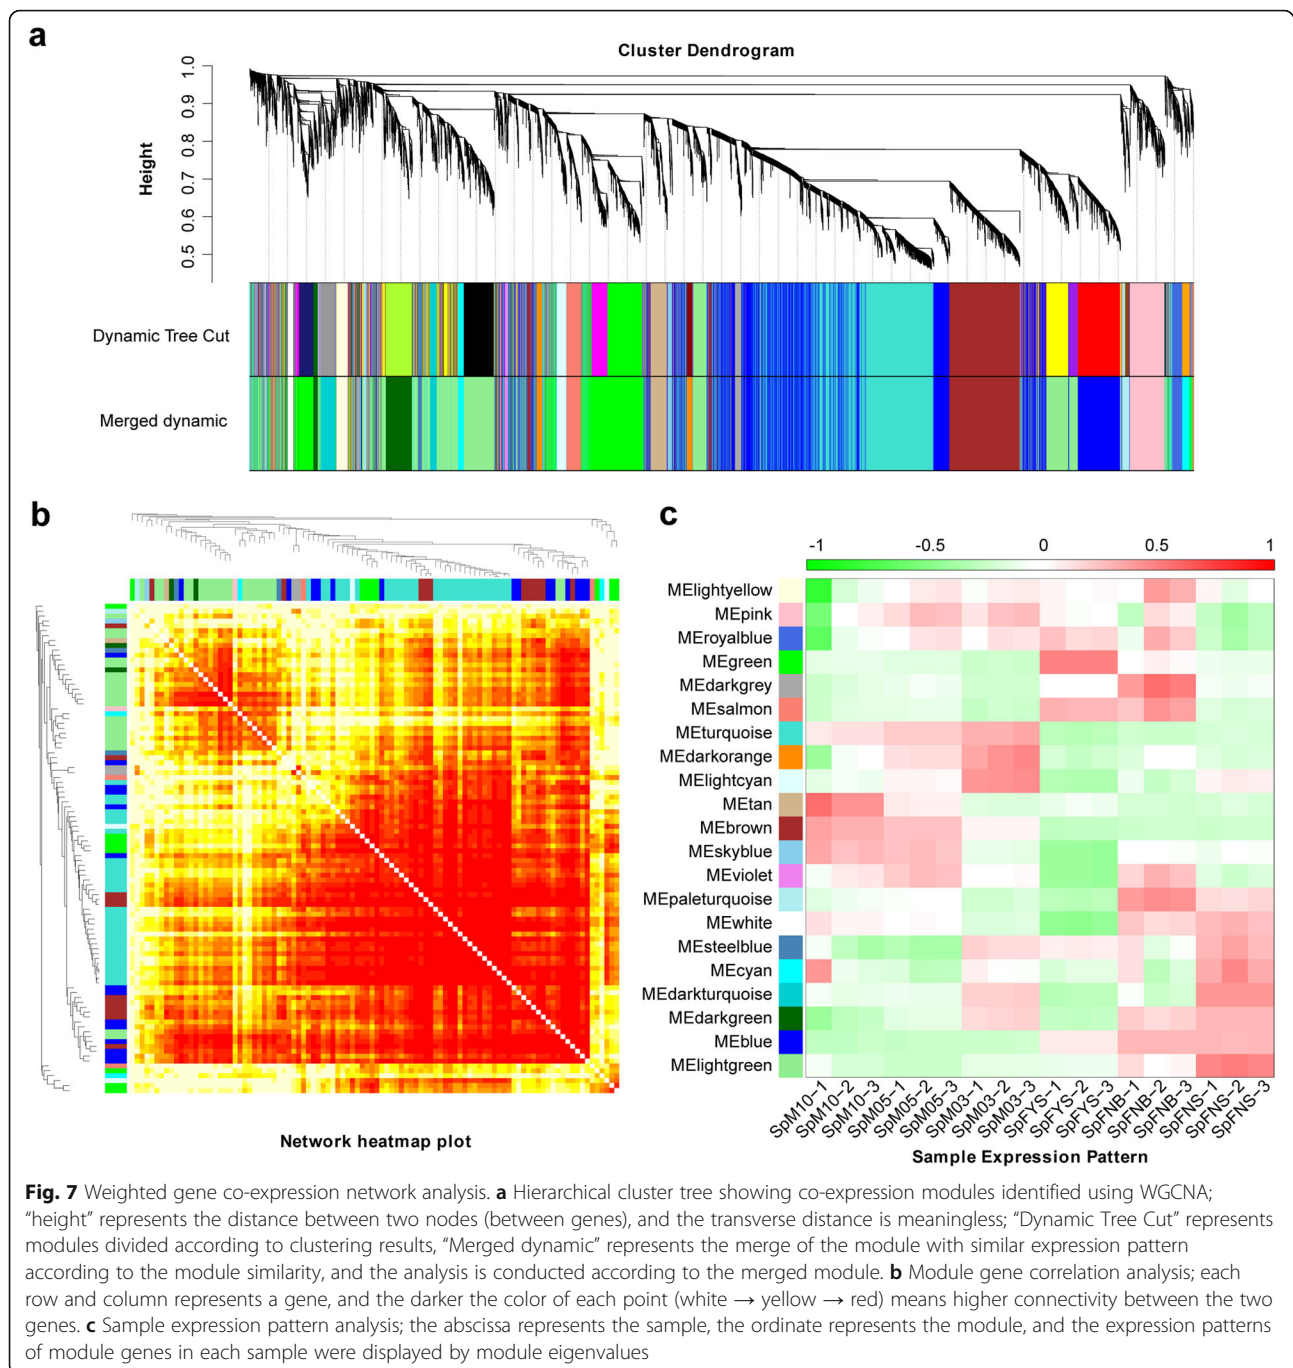 a
Cluster Dendrogram
Height
1.0
0.9
0.8
0.7
0.6
0.5
Dynamic Tree Cut
Merged dynamic
b
Network heatmap plot
c
-1 -0.5 0 0.5 1
MElightyellow
MEpink
MEroyalblue
MEgreen
MEdarkgrey
MEsalmon
MEturquoise
MEdarkorange
MElightcyan
MEtan
MEbrown
MEskyblue
MEviolet
MEpaleturquoise
MEwhite
MEsteelblue
MEcyan
MEdarkturquoise
MEdarkgreen
MEblue
MElightgreen
SpM10-1
SpM10-2
SpM10-3
SpM05-1
SpM05-2
SpM05-3
SpM03-1
SpM03-2
SpM03-3
SpFYS-1
SpFYS-2
SpFYS-3
SpFNB-1
SpFNB-2
SpFNB-3
SpFNS-1
SpFNS-2
SpFNS-3
Sample Expression Pattern
Fig. 7 Weighted gene co-expression network analysis. a Hierarchical cluster tree showing co-expression modules identified using WGCNA;
“height” represents the distance between two nodes (between genes), and the transverse distance is meaningless; “Dynamic Tree Cut” represents
modules divided according to clustering results, “Merged dynamic” represents the merge of the module with similar expression pattern
according to the module similarity, and the analysis is conducted according to the merged module. b Module gene correlation analysis; each
row and column represents a gene, and the darker the color of each point (white → yellow → red) means higher connectivity between the two
genes. c Sample expression pattern analysis; the abscissa represents the sample, the ordinate represents the module, and the expression patterns
of module genes in each sample were displayed by module eigenvalues